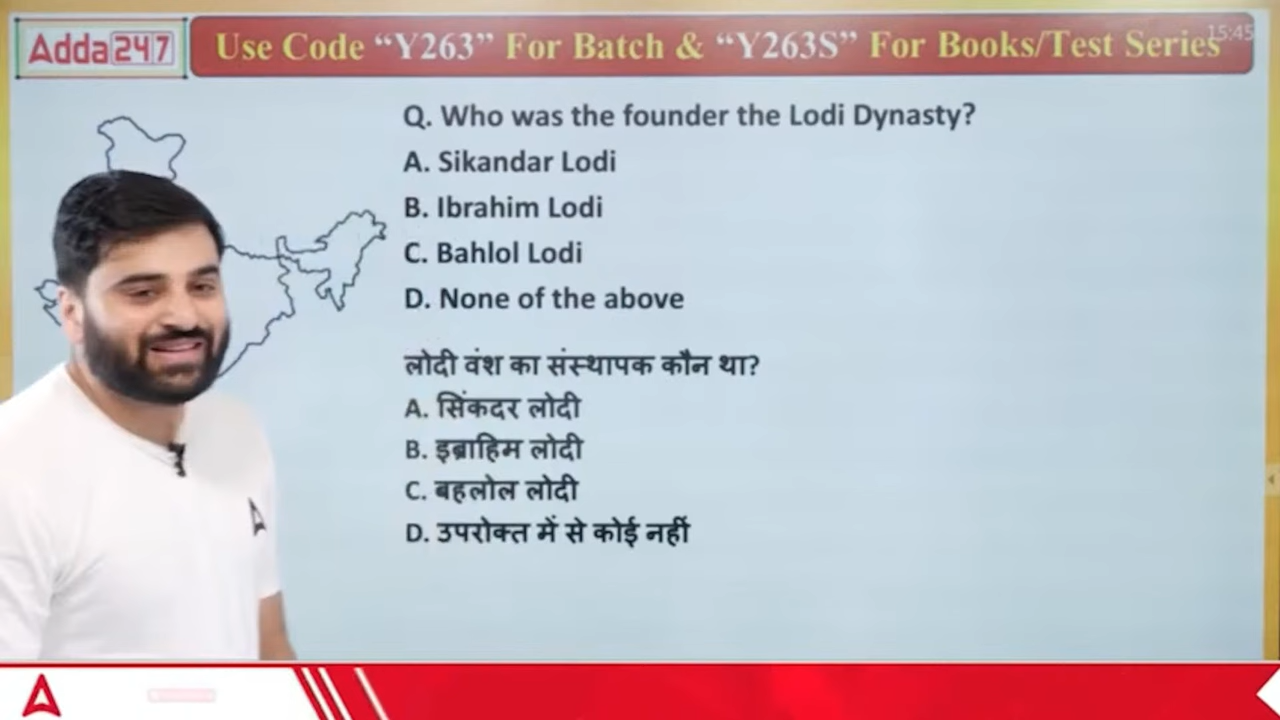 Adda247
Use Code “Y263” For Batch & “Y263S” For Books/Test Series
15:45
Q. Who was the founder the Lodi Dynasty?
A. Sikandar Lodi
B. Ibrahim Lodi
C. Bahlol Lodi
D. None of the above
लोदी वंश का संस्थापक कौन था?
A. सिंकदर लोदी
B. इब्राहिम लोदी
C. बहलोल लोदी
D. उपरोक्त में से कोई नहीं